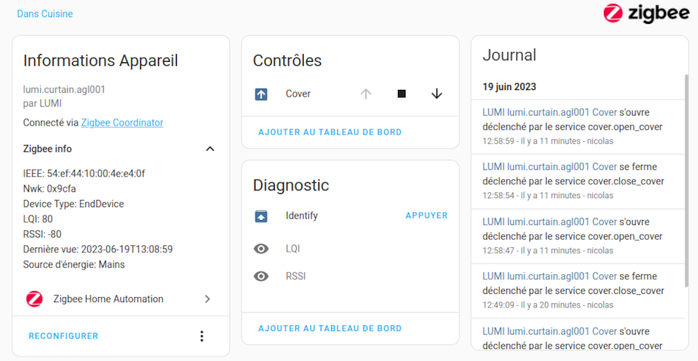 Dans Cuisine
zigbee
Informations Appareil
lumi.curtain.agl001
par LUMI
Connecté via Zigbee Coordinator
Zigbee info
IEEE: 54:ef:44:10:00:4e:e4:0f
Nwk: 0x9cfa
Device Type: EndDevice
LQI: 80
RSSI: -80
Dernière vue: 2023-06-19T13:08:59
Source d'énergie: Mains
Zigbee Home Automation
RECONFIGURER
Contrôles
Cover
AJOUTER AU TABLEAU DE BORD
Diagnostic
Identify
APPUYER
LQI
RSSI
AJOUTER AU TABLEAU DE BORD
Journal
19 juin 2023
LUMI lumi.curtain.agl001 Cover s'ouvre
déclenché par le service cover.open_cover
12:58:59 - Il y a 11 minutes - nicolas
LUMI lumi.curtain.agl001 Cover se ferme
déclenché par le service cover.close_cover
12:58:54 - Il y a 11 minutes - nicolas
LUMI lumi.curtain.agl001 Cover s'ouvre
déclenché par le service cover.open_cover
12:58:47 - Il y a 11 minutes - nicolas
LUMI lumi.curtain.agl001 Cover se ferme
déclenché par le service cover.close_cover
12:49:09 - Il y a 20 minutes - nicolas
LUMI lumi.curtain.agl001 Cover s'ouvre
déclenché par le service cover.open_cover